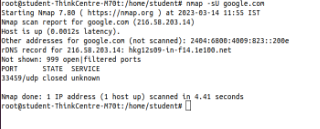 root@student-ThinkCentre-M70t:/home/student# nmap -sU google.com
Starting Nmap 7.80 ( https://nmap.org ) at 2023-03-14 11:55 IST
Nmap scan report for google.com (216.58.203.14)
Host is up (0.0012s latency).
Other addresses for google.com (not scanned): 2404:6800:4009:823::200e
rDNS record for 216.58.203.14: hkg12s09-in-f14.1e100.net
Not shown: 999 open|filtered ports
PORT      STATE  SERVICE
33459/udp closed unknown

Nmap done: 1 IP address (1 host up) scanned in 4.41 seconds
root@student-ThinkCentre-M70t:/home/student#